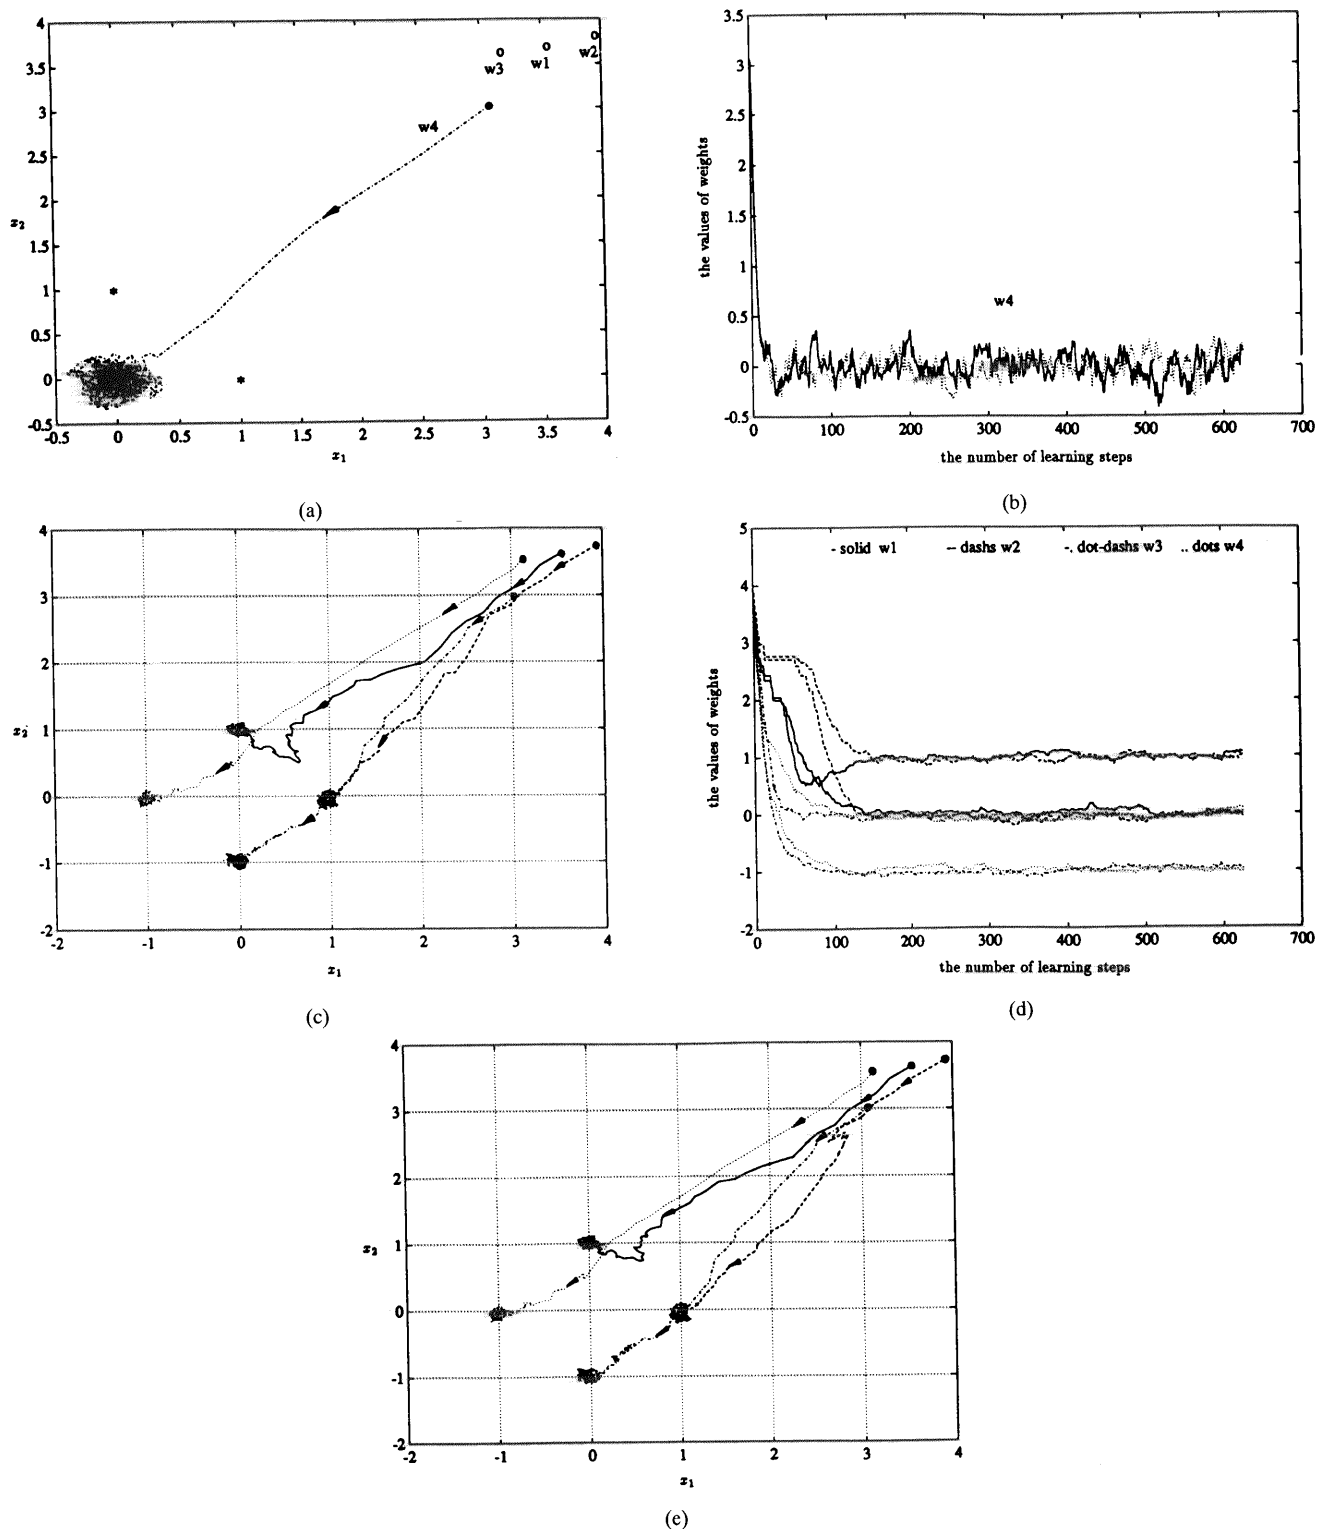 4
3.5
3
2.5
2
1.5
1
0.5
0
-0.5
x2
w3
w1
w2
w4
*
*
-0.5 0 0.5 1 1.5 2 2.5 3 3.5 4
x1
(a)
3.5
3
2.5
2
1.5
1
0.5
0
-0.5
the values of weights
w4
0 100 200 300 400 500 600 700
the number of learning steps
(b)
4
3
2
1
0
-1
-2
x2
-2 -1 0 1 2 3 4
x1
(c)
5
4
3
2
1
0
-1
-2
the values of weights
- solid w1 -- dashs w2 -. dot-dashs w3 .. dots w4
0 100 200 300 400 500 600 700
the number of learning steps
(d)
4
3
2
1
0
-1
-2
x2
-2 -1 0 1 2 3 4
x1
(e)